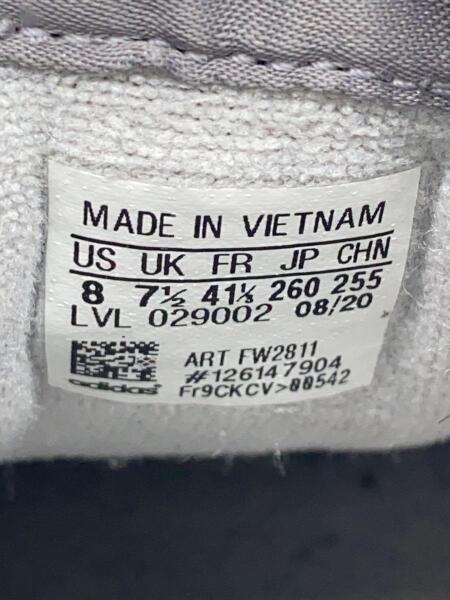 MADE IN VIETNAM
US UK FR JP CHN
8 7½ 41⅓ 260 255
LVL 029002 08/20
ART FW2811
#126147904
adidas Fr9CKCV>00542